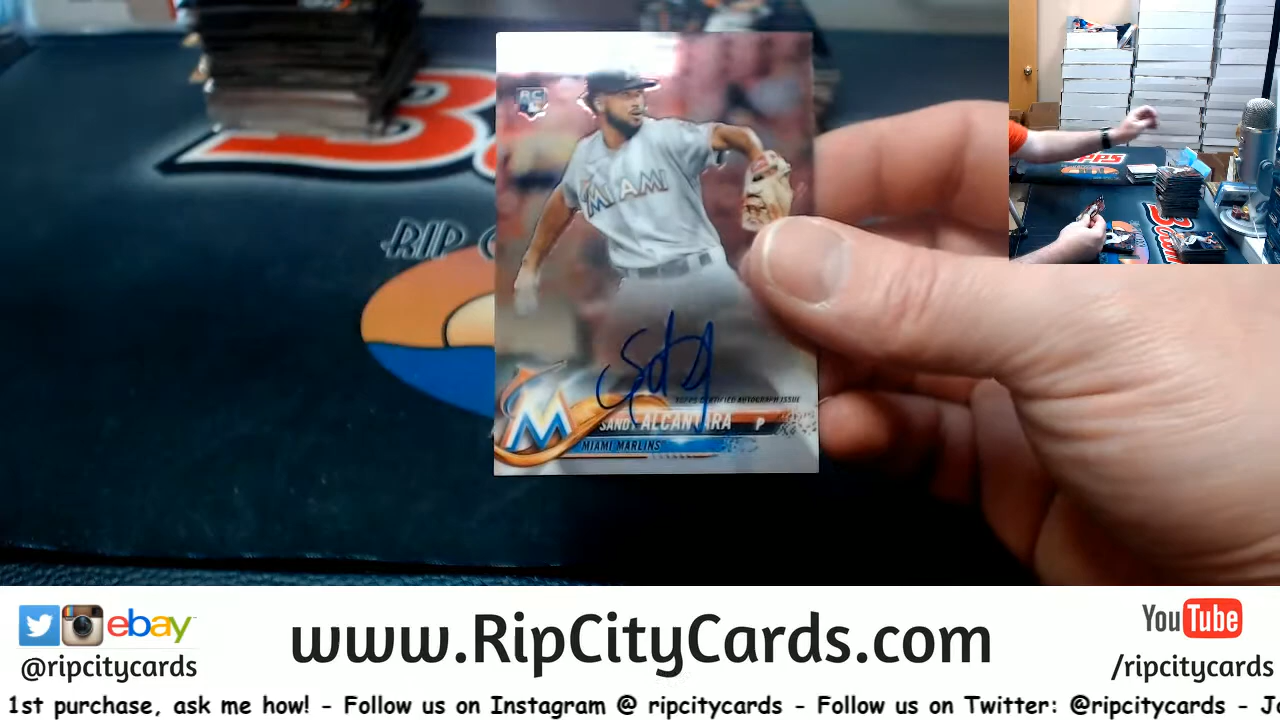 RC
MIAMI
TOPPS CERTIFIED AUTOGRAPH ISSUE
SANDY ALCANTARA P
MIAMI MARLINS
M
RIP
B
ebay
@ripcitycards
www.RipCityCards.com
YouTube
/ripcitycards
1st purchase, ask me how! - Follow us on Instagram @ ripcitycards - Follow us on Twitter: @ripcitycards -